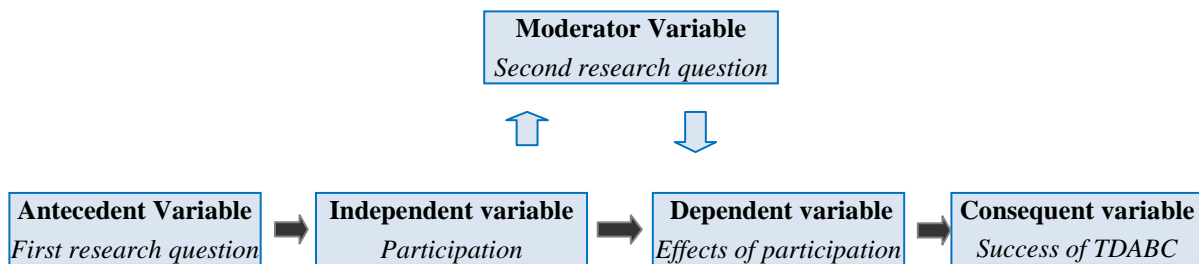 Moderator Variable
Second research question
Antecedent Variable
First research question
Independent variable
Participation
Dependent variable
Effects of participation
Consequent variable
Success of TDABC